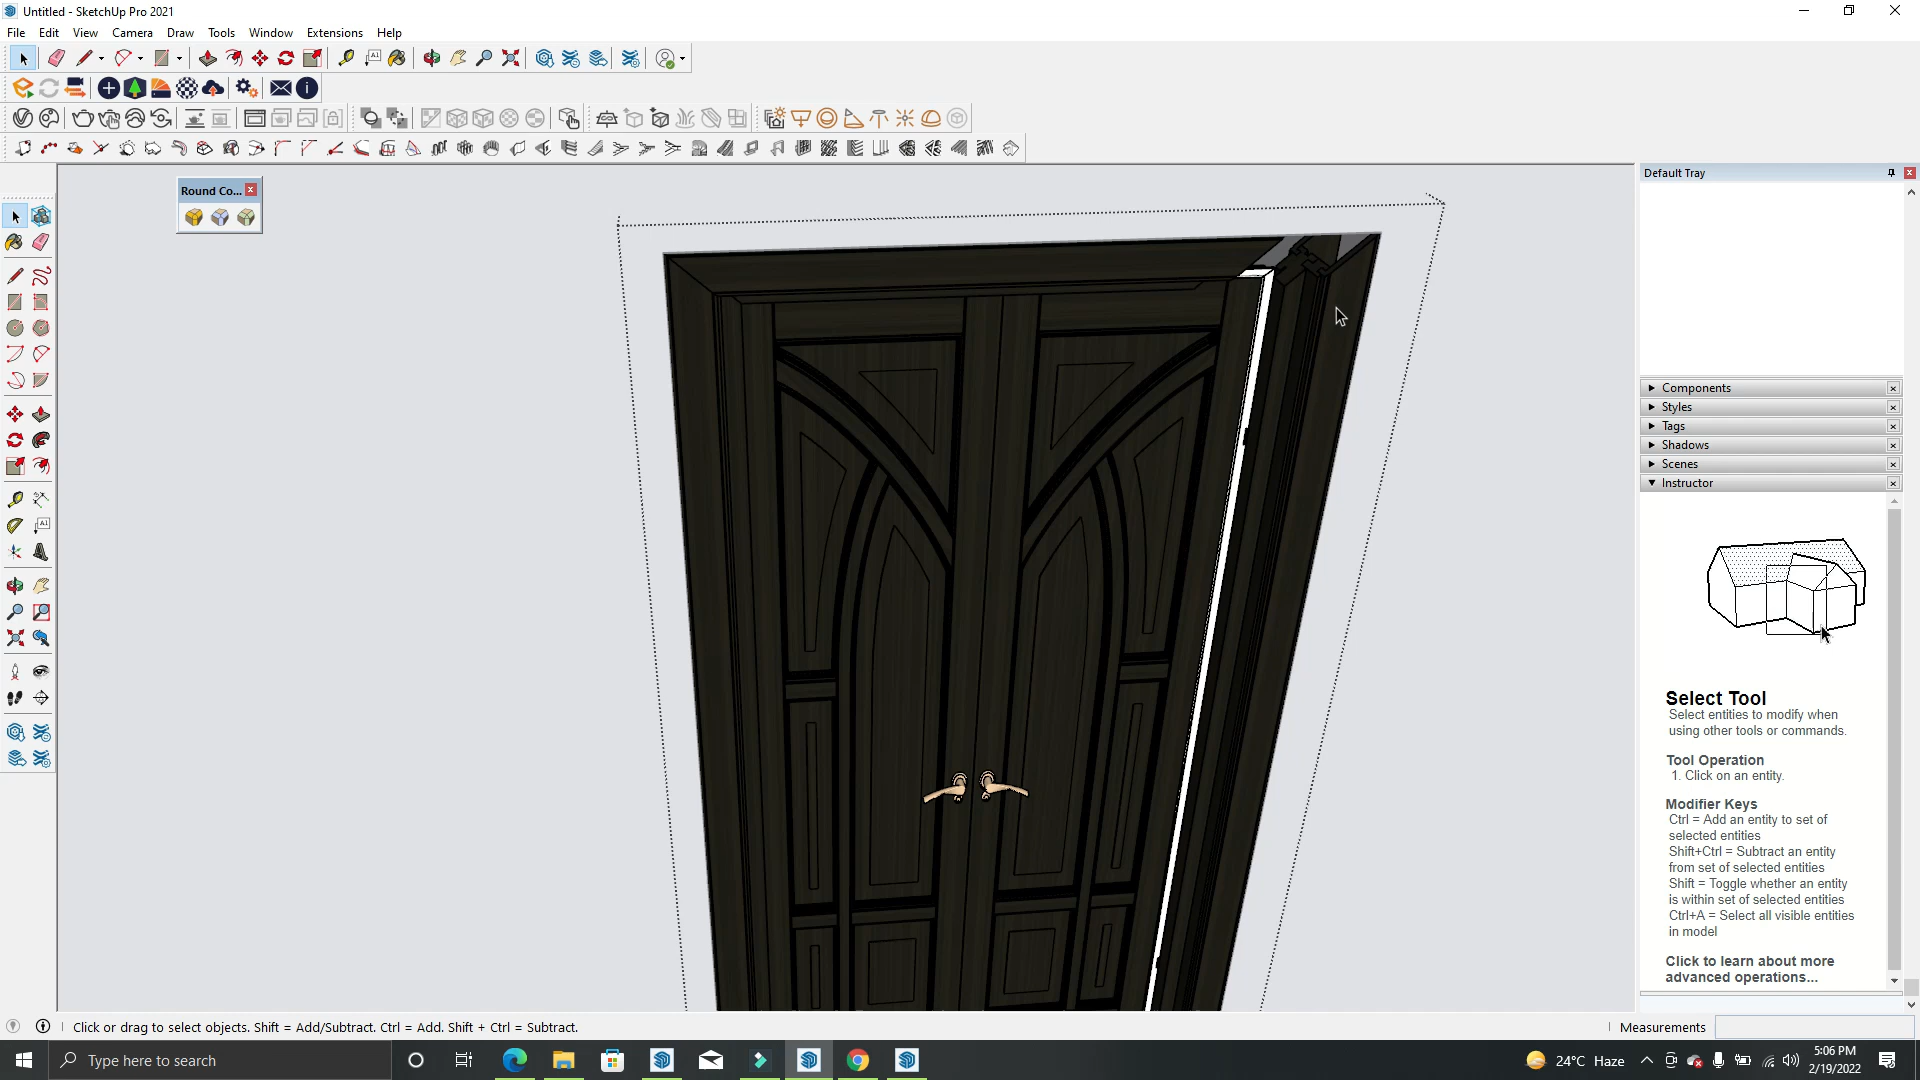 Untitled - SketchUp Pro 2021
File Edit View Camera Draw Tools Window Extensions Help
Round Co...
Default Tray
Components
Styles
Tags
Shadows
Scenes
Instructor
Select Tool
Select entities to modify when
using other tools or commands.
Tool Operation
1. Click on an entity.
Modifier Keys
Ctrl = Add an entity to set of
selected entities
Shift+Ctrl = Subtract an entity
from set of selected entities
Shift = Toggle whether an entity
is within set of selected entities
Ctrl+A = Select all visible entities
in model
Click to learn about more
advanced operations...
Click or drag to select objects. Shift = Add/Subtract. Ctrl = Add. Shift + Ctrl = Subtract.
Measurements
Type here to search
24°C Haze
5:06 PM
2/19/2022